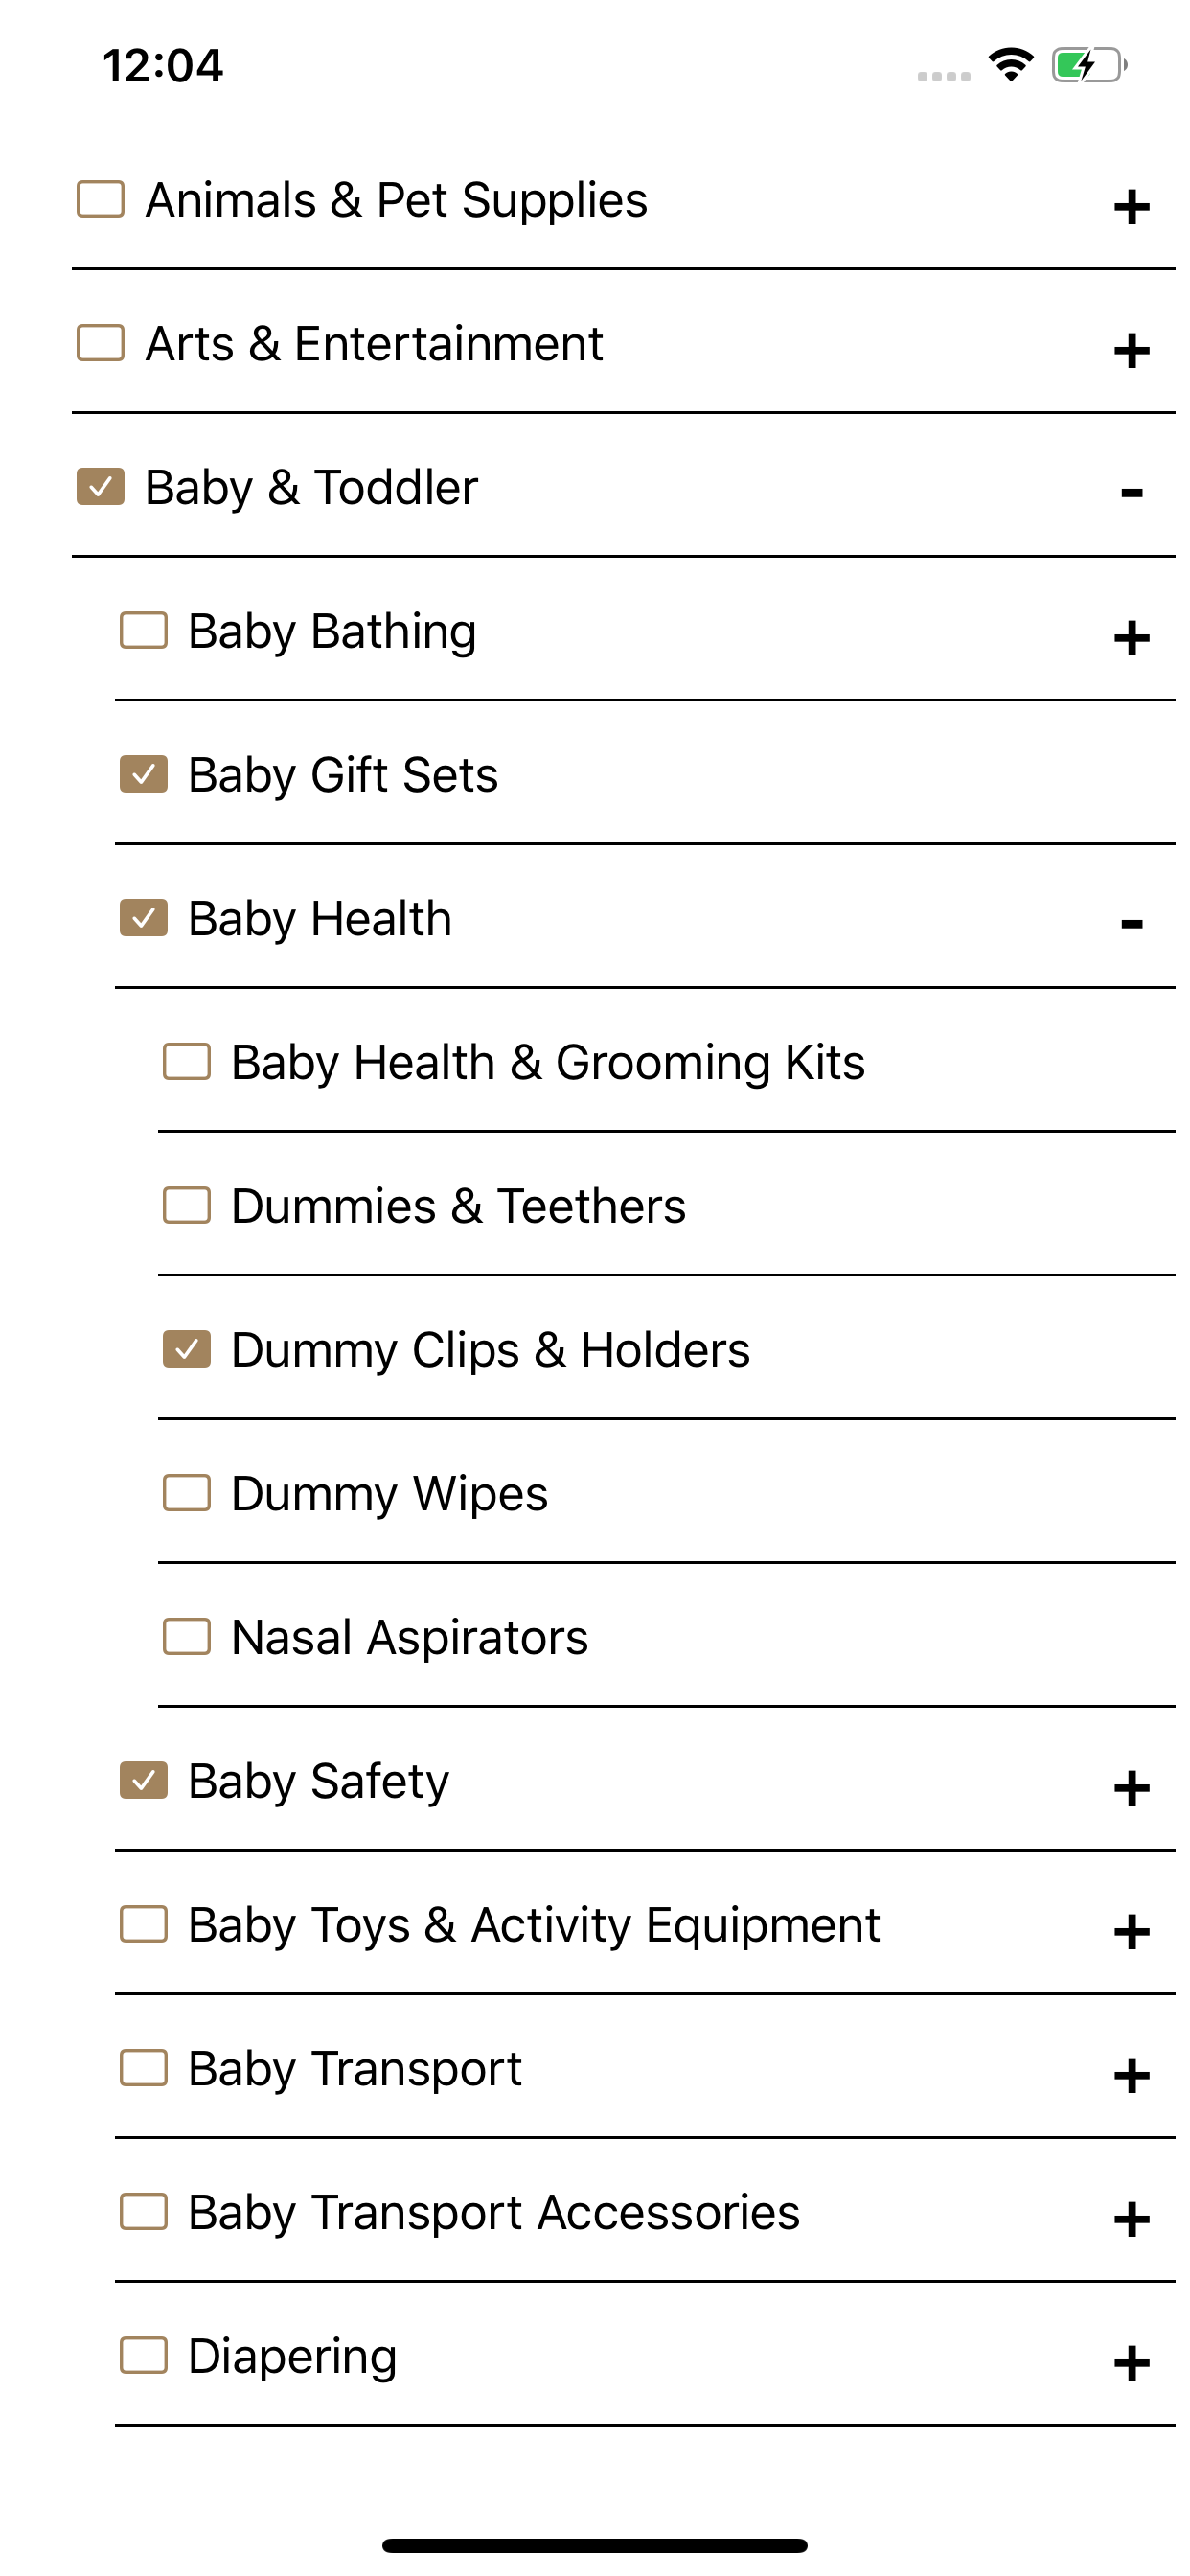 12:04
Animals & Pet Supplies +
Arts & Entertainment +
Baby & Toddler -
Baby Bathing +
Baby Gift Sets
Baby Health -
Baby Health & Grooming Kits
Dummies & Teethers
Dummy Clips & Holders
Dummy Wipes
Nasal Aspirators
Baby Safety +
Baby Toys & Activity Equipment +
Baby Transport +
Baby Transport Accessories +
Diapering +